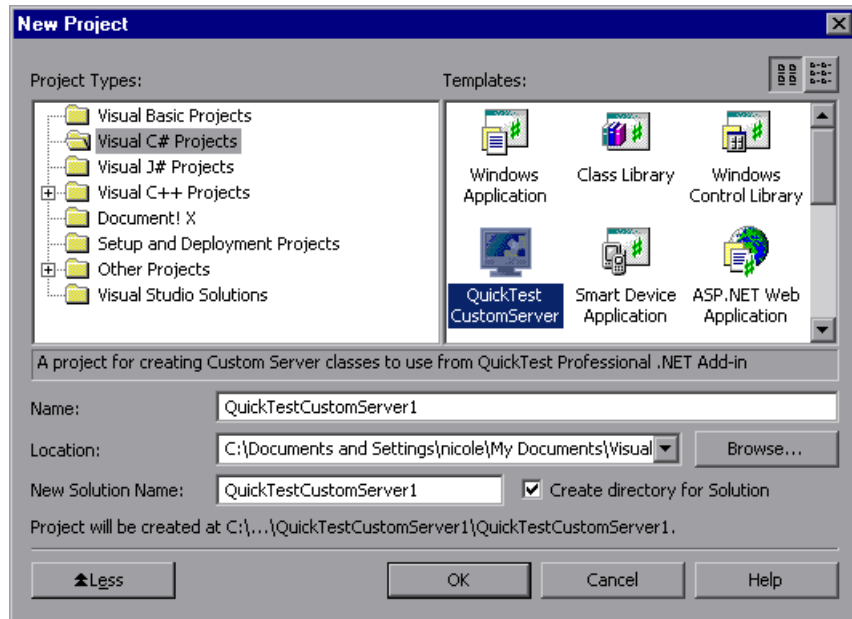 New Project
Project Types:
Templates:
Visual Basic Projects
Visual C# Projects
Visual J# Projects
Visual C++ Projects
Document! X
Setup and Deployment Projects
Other Projects
Visual Studio Solutions
Windows
Application
Class Library
Windows
Control Library
QuickTest
CustomServer
Smart Device
Application
ASP.NET Web
Application
A project for creating Custom Server classes to use from QuickTest Professional .NET Add-in
Name:
QuickTestCustomServer1
Location:
C:\Documents and Settings\nicole\My Documents\Visual
Browse...
New Solution Name:
QuickTestCustomServer1
Create directory for Solution
Project will be created at C:\...\QuickTestCustomServer1\QuickTestCustomServer1.
Less
OK
Cancel
Help